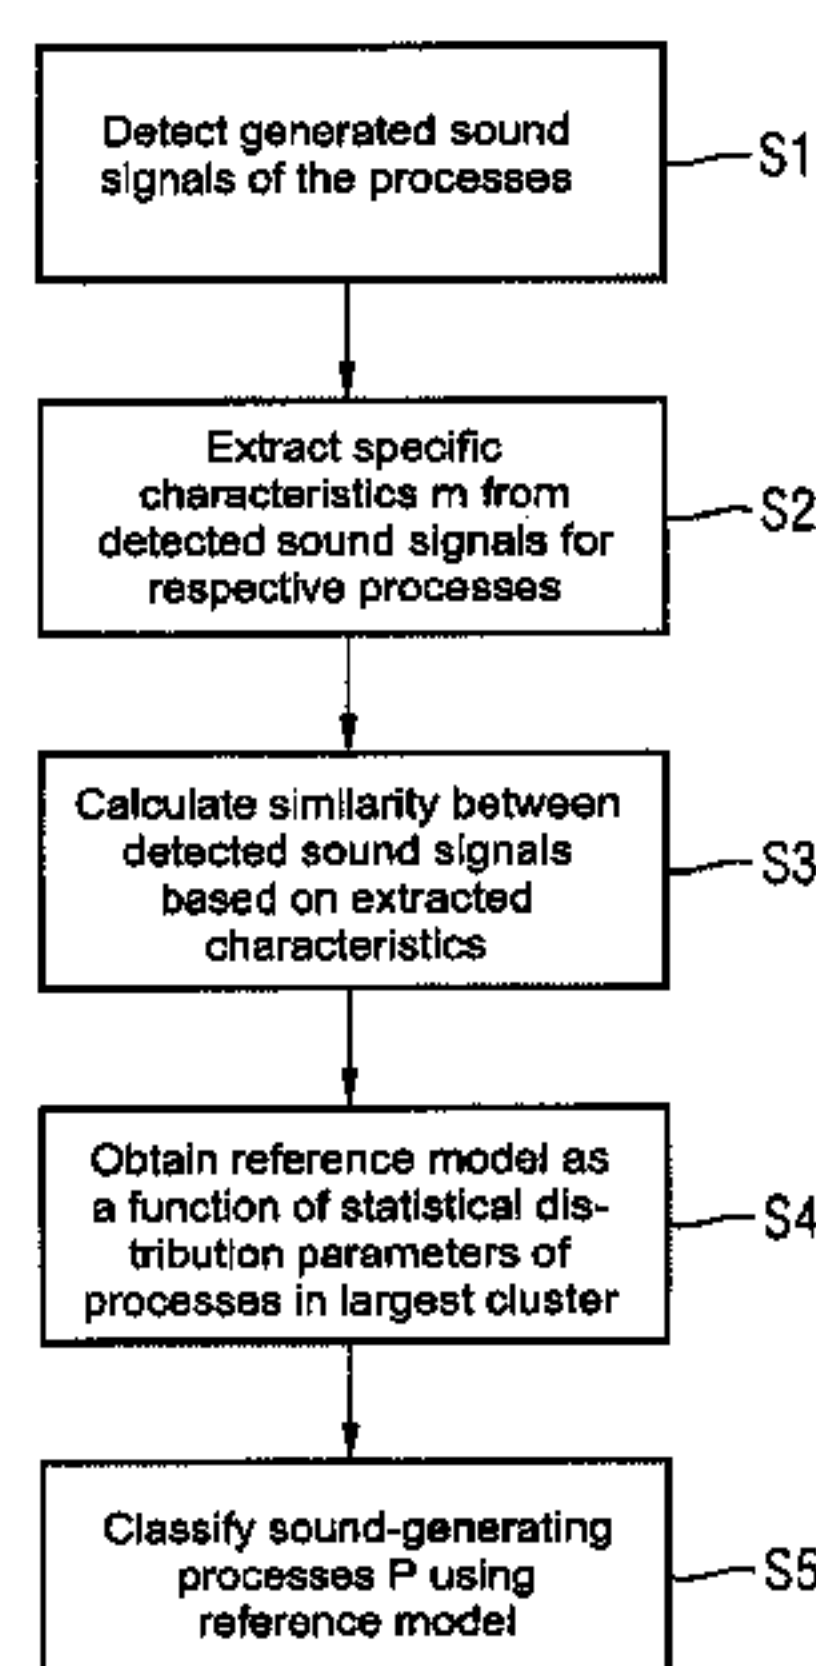 Detect generated sound
signals of the processes
S1
Extract specific
characteristics m from
detected sound signals for
respective processes
S2
Calculate similarity between
detected sound signals
based on extracted
characteristics
S3
Obtain reference model as
a function of statistical dis-
tribution parameters of
processes in largest cluster
S4
Classify sound-generating
processes P using
reference model
S5